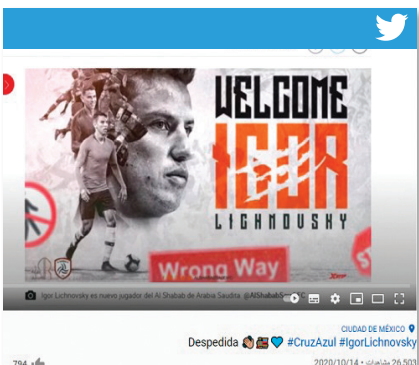 WELCOME
IGOR
LICHNOVSKY
Wrong Way
Igor Lichnovsky es nuevo jugador del Al Shabab de Arabia Saudita. @AlShabab
CIUDAD DE MÉXICO
Despedida #CruzAzul #IgorLichnovsky
26,503 مشاهدات • 2020/10/14
794